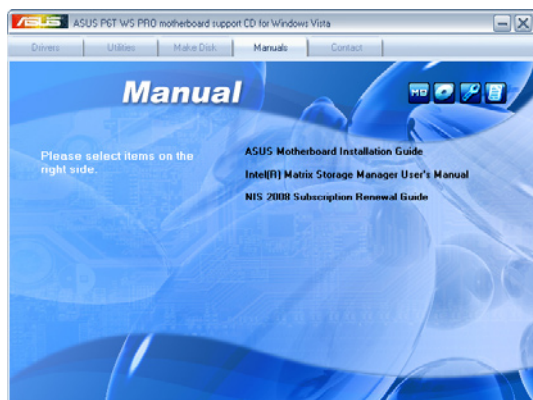 ASUS ASUS P6T WS PRO motherboard support CD for Windows Vista
Drivers Utilities Make Disk Manuals Contact
Manual
MB
Please select items on the
right side.
ASUS Motherboard Installation Guide
Intel(R) Matrix Storage Manager User's Manual
NIS 2008 Subscription Renewal Guide